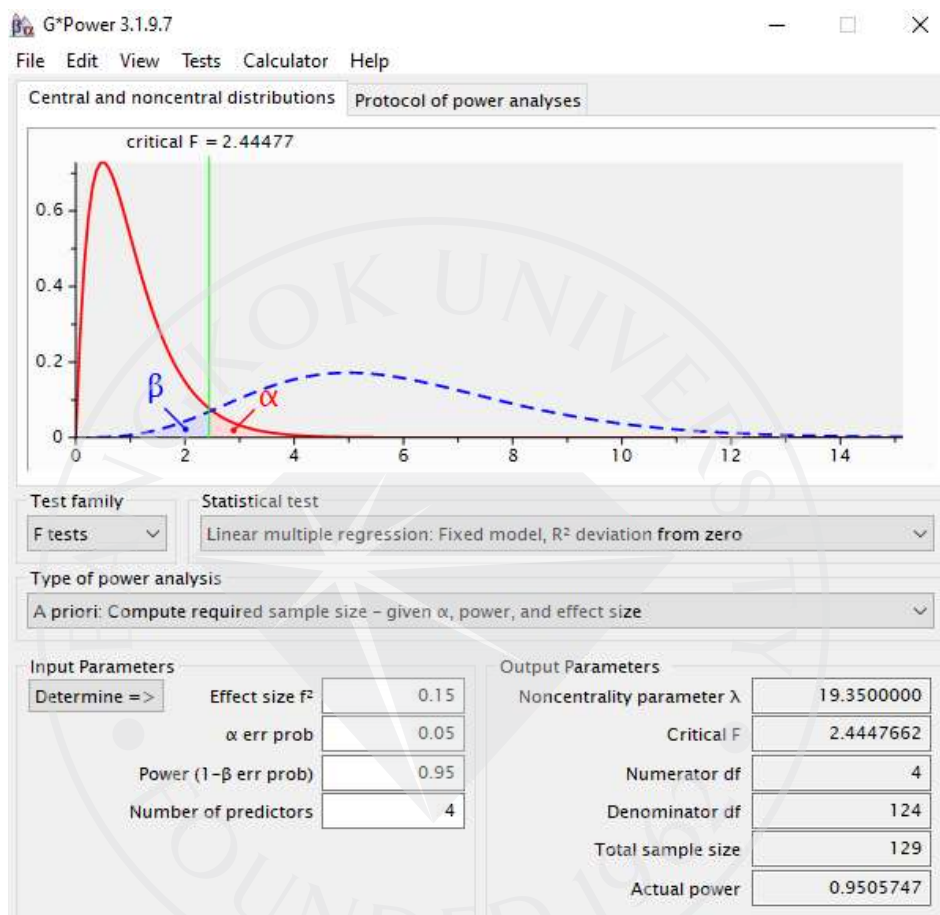 G*Power 3.1.9.7
File Edit View Tests Calculator Help
Central and noncentral distributions Protocol of power analyses
critical F = 2.44477
0.6
0.4
0.2
0
β
α
0 2 4 6 8 10 12 14
Test family Statistical test
F tests Linear multiple regression: Fixed model, R² deviation from zero
Type of power analysis
A priori: Compute required sample size – given α, power, and effect size
Input Parameters Output Parameters
Determine => Effect size f² 0.15 Noncentrality parameter λ 19.3500000
α err prob 0.05 Critical F 2.4447662
Power (1–β err prob) 0.95 Numerator df 4
Number of predictors 4 Denominator df 124
Total sample size 129
Actual power 0.9505747
BANGKOK UNIVERSITY
FOUNDED 1962